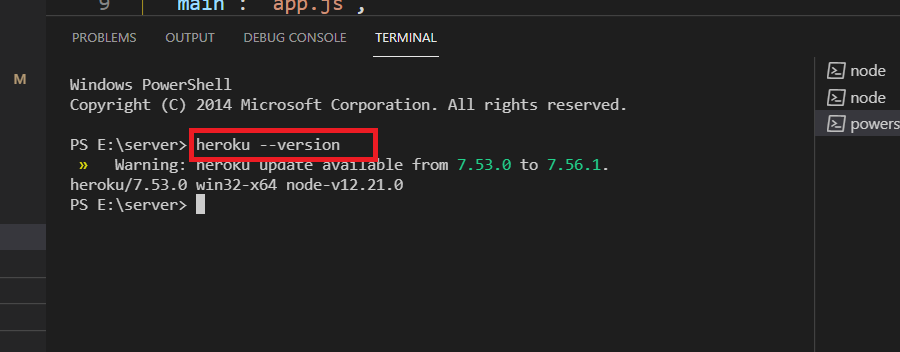 9 "main": "app.js",
PROBLEMS OUTPUT DEBUG CONSOLE TERMINAL
M
Windows PowerShell
Copyright (C) 2014 Microsoft Corporation. All rights reserved.
PS E:\server> heroku --version
» Warning: heroku update available from 7.53.0 to 7.56.1.
heroku/7.53.0 win32-x64 node-v12.21.0
PS E:\server>
node
node
powers